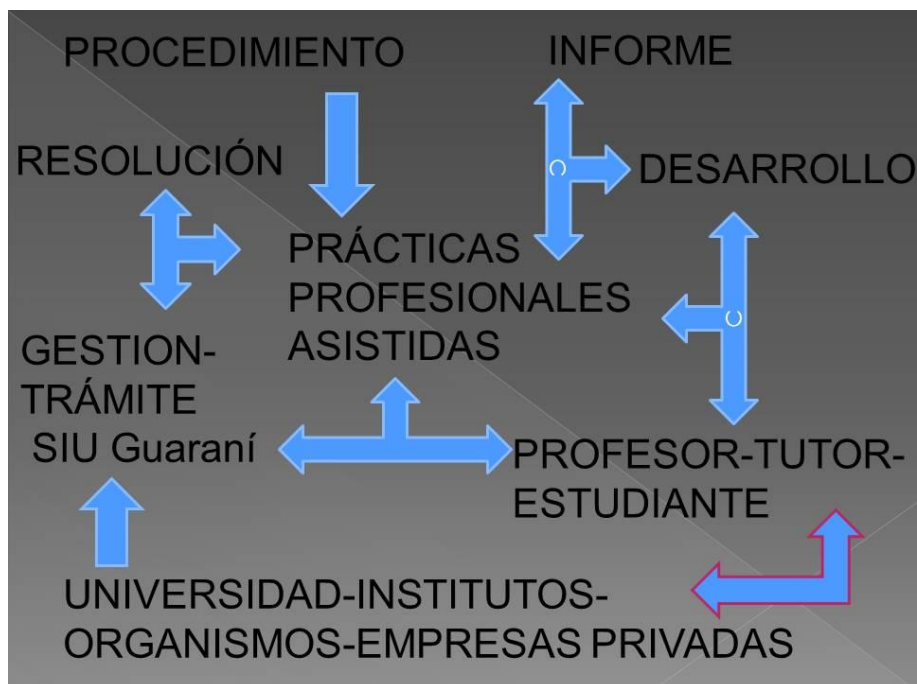 PROCEDIMIENTO
INFORME
RESOLUCIÓN
DESARROLLO
PRÁCTICAS
PROFESIONALES
ASISTIDAS
GESTION-
TRÁMITE
SIU Guaraní
PROFESOR-TUTOR-
ESTUDIANTE
UNIVERSIDAD-INSTITUTOS-
ORGANISMOS-EMPRESAS PRIVADAS